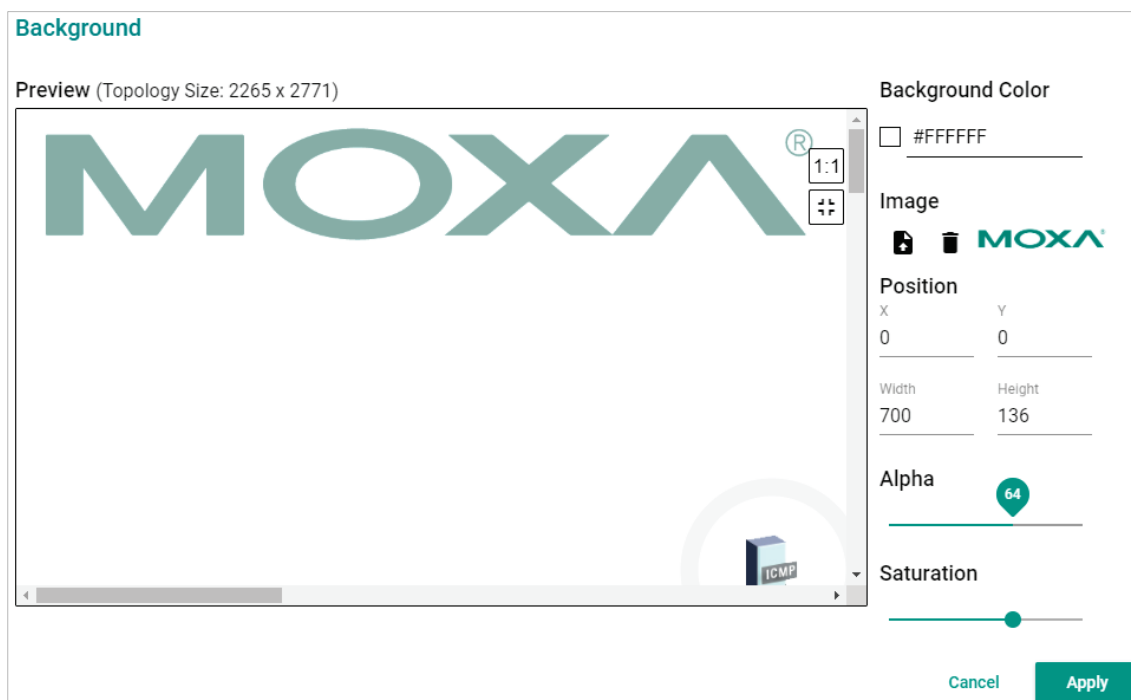 Background
Preview (Topology Size: 2265 x 2771)
MOXA®
1:1
ICMP
Background Color
#FFFFFF
Image
MOXA®
Position
X Y
0 0
Width Height
700 136
Alpha
64
Saturation
Cancel Apply